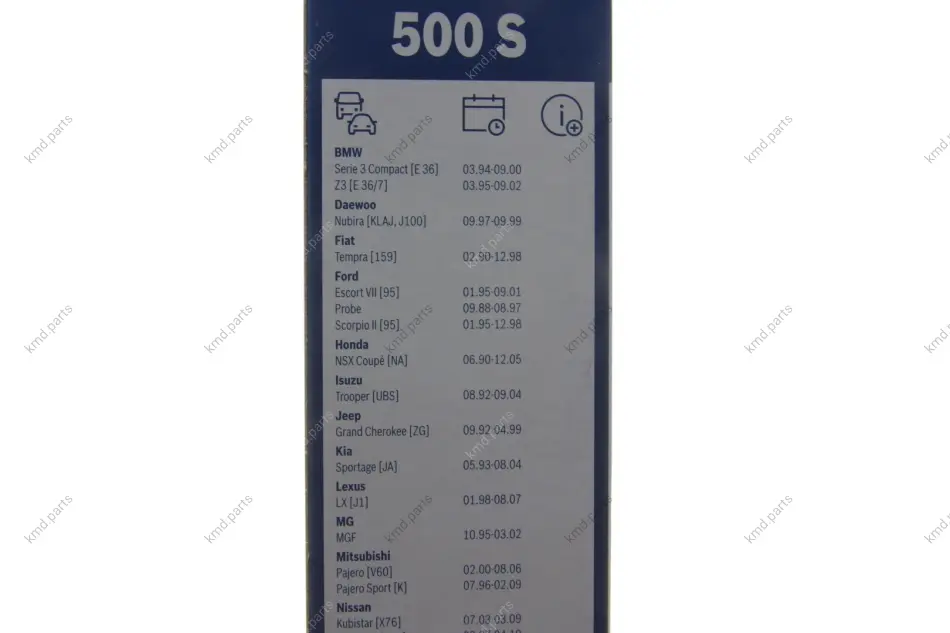 500 S
BMW
Serie 3 Compact [E 36] 03.94-09.00
Z3 [E 36/7] 03.95-09.02
Daewoo
Nubira [KLAJ, J100] 09.97-09.99
Fiat
Tempra [159] 02.90-12.98
Ford
Escort VII [95] 01.95-09.01
Probe 09.88-08.97
Scorpio II [95] 01.95-12.98
Honda
NSX Coupé [NA] 06.90-12.05
Isuzu
Trooper [UBS] 08.92-09.04
Jeep
Grand Cherokee [ZG] 09.92-04.99
Kia
Sportage [JA] 05.93-08.04
Lexus
LX [J1] 01.98-08.07
MG
MGF 10.95-03.02
Mitsubishi
Pajero [V60] 02.00-08.06
Pajero Sport [K] 07.96-02.09
Nissan
Kubistar [X76] 07.03-03.09
kmd.parts